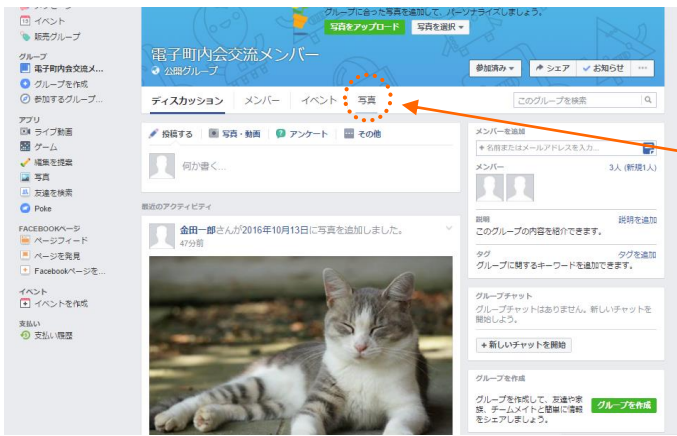 イベント
販売グループ
グループ
電子町内会交流メ...
グループを作成
参加するグループ...
アプリ
ライブ動画
ゲーム
編集を提案
写真
友達を検索
Poke
FACEBOOKページ
ページフィード
ページを発見
Facebookページを...
イベント
イベントを作成
支払い
支払い履歴
グループに合った写真を追加して、パーソナライズしましょう。
写真をアップロード 写真を選択
電子町内会交流メンバー
公開グループ
参加済み シェア お知らせ ...
ディスカッション メンバー イベント 写真
このグループを検索
投稿する 写真・動画 アンケート その他
何か書く...
最近のアクティビティ
金田一郎さんが2016年10月13日に写真を追加しました。
47分前
メンバーを追加
+ 名前またはメールアドレスを入力...
メンバー 3人 (新規1人)
説明 説明を追加
このグループの内容を紹介できます。
タグ タグを追加
グループに関するキーワードを追加できます。
グループチャット
グループチャットはありません。新しいチャットを
開始しよう。
+ 新しいチャットを開始
グループを作成
グループを作成して、友達や家
族、チームメイトと簡単に情報
をシェアしましょう。
グループを作成